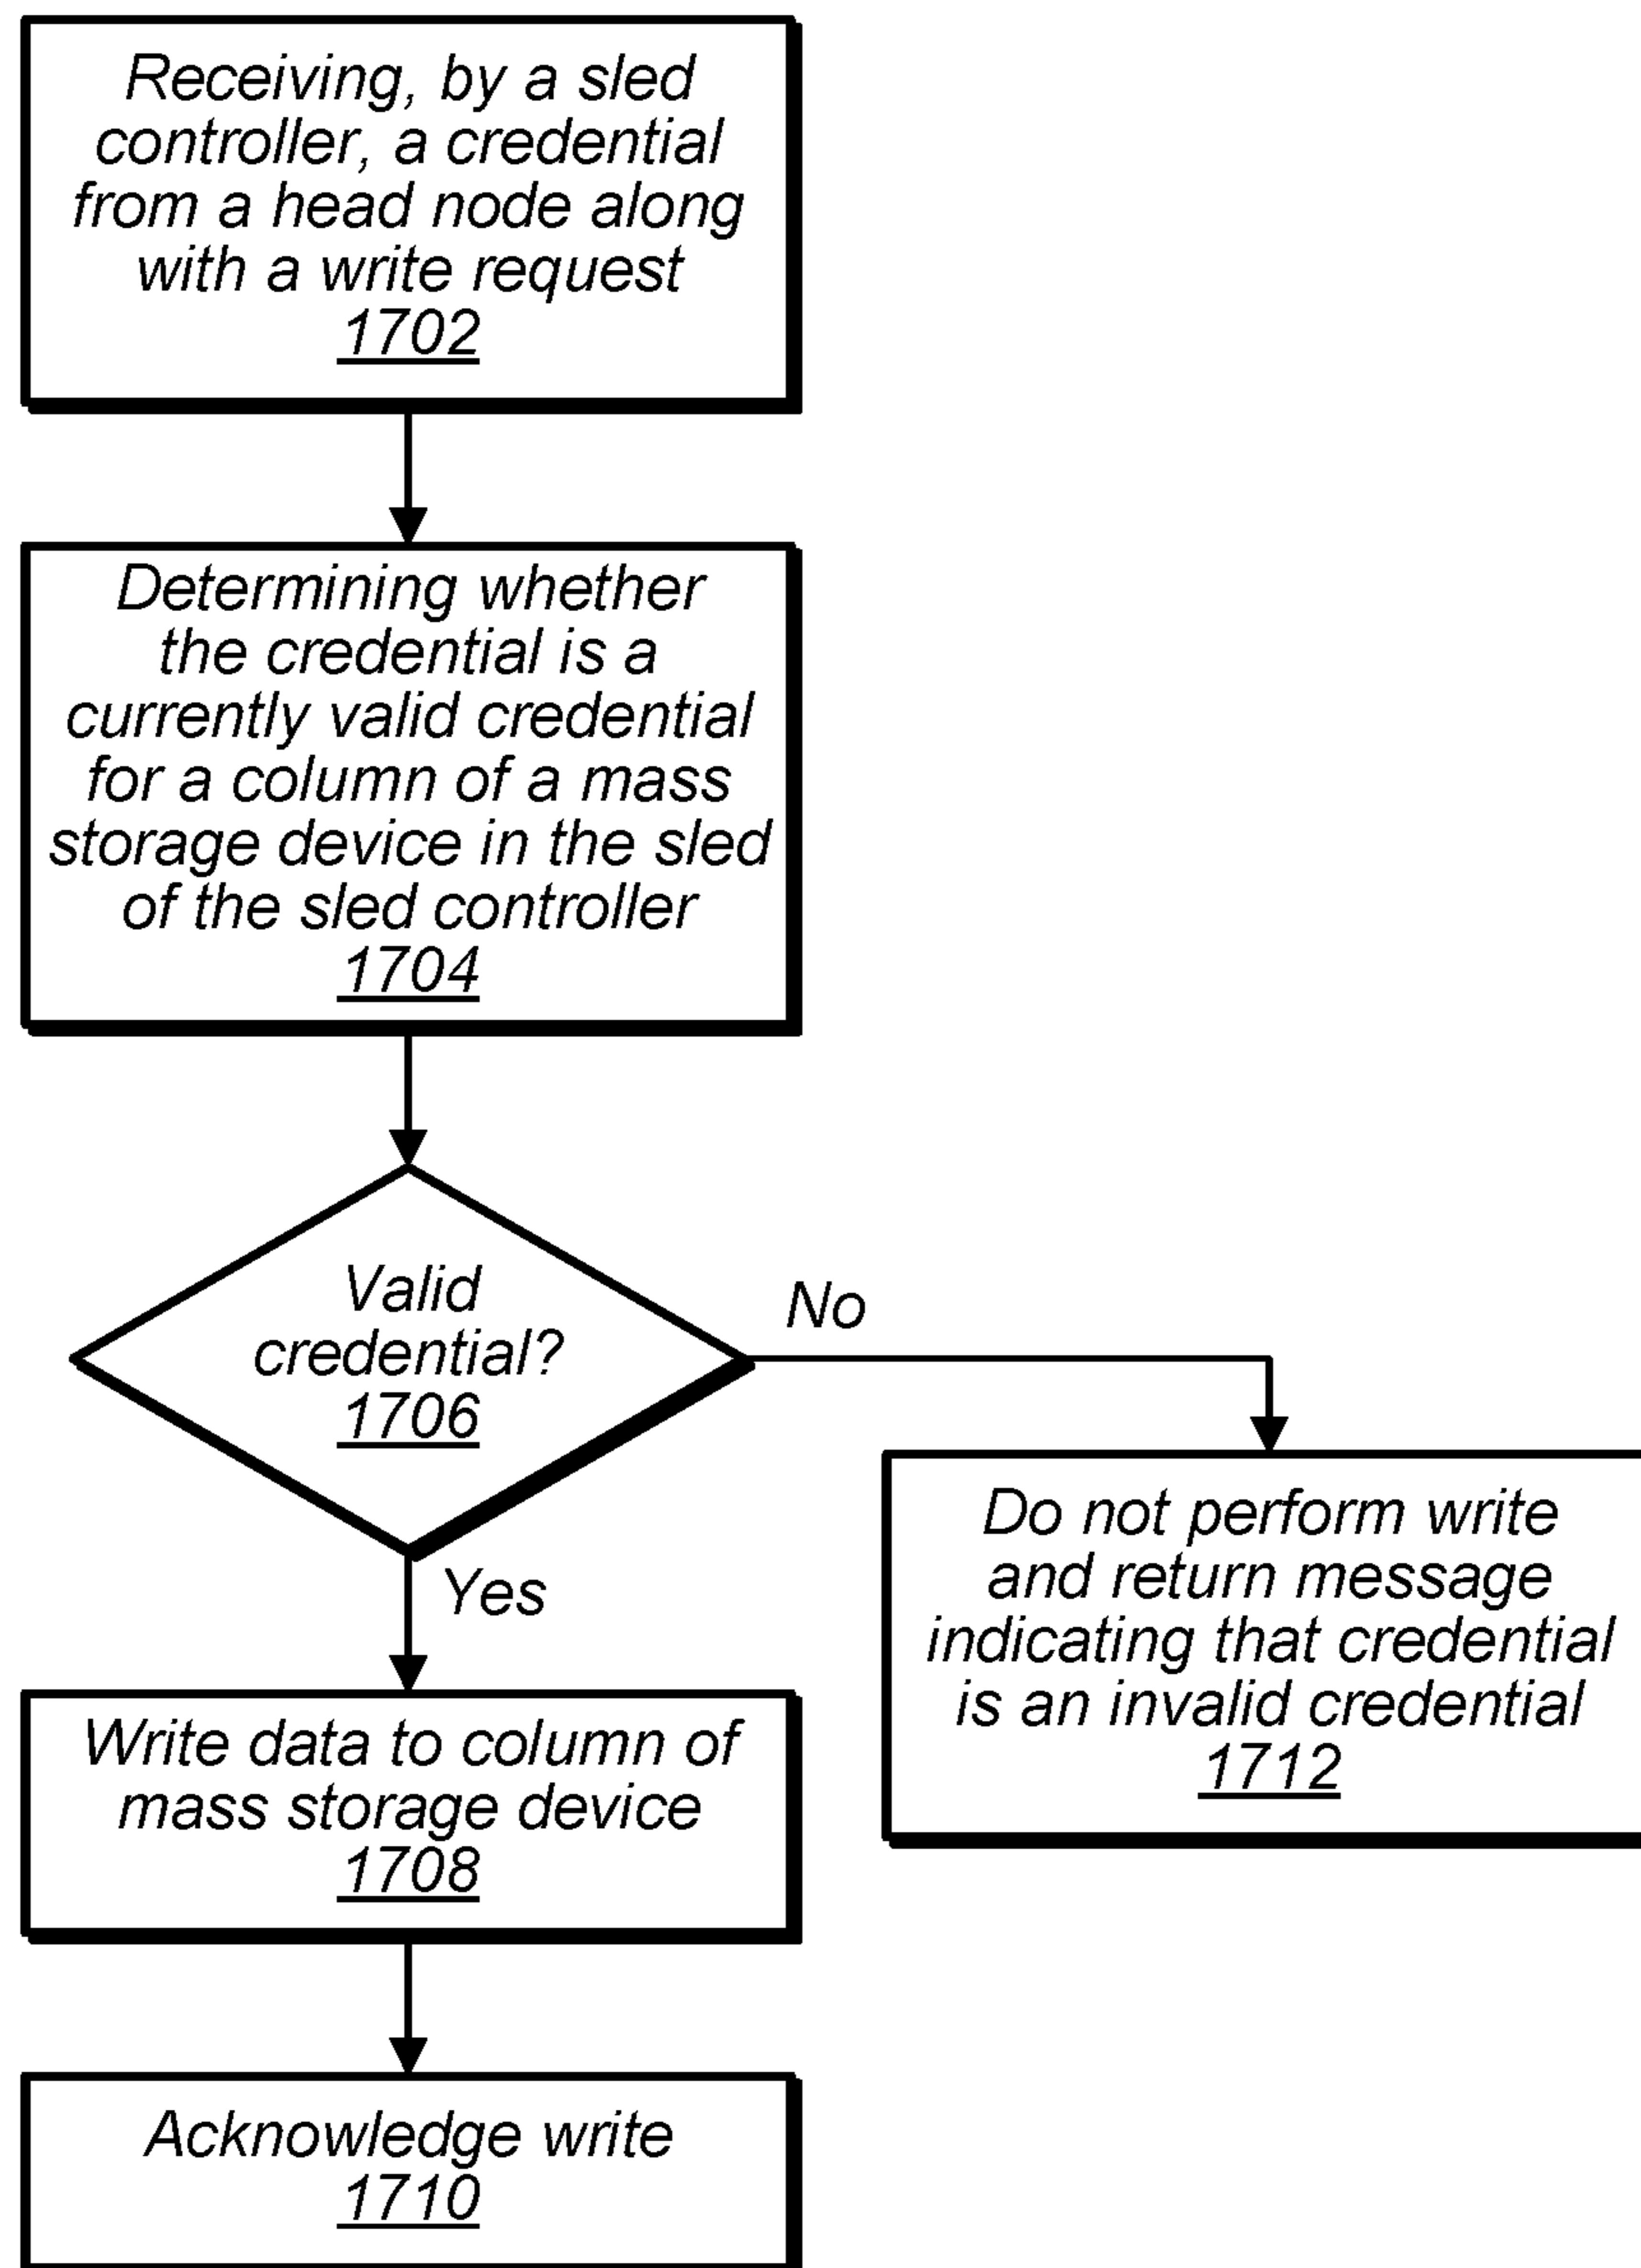 Receiving, by a sled
controller, a credential
from a head node along
with a write request
1702
Determining whether
the credential is a
currently valid credential
for a column of a mass
storage device in the sled
of the sled controller
1704
Valid
credential?
1706
No
Yes
Do not perform write
and return message
indicating that credential
is an invalid credential
1712
Write data to column of
mass storage device
1708
Acknowledge write
1710